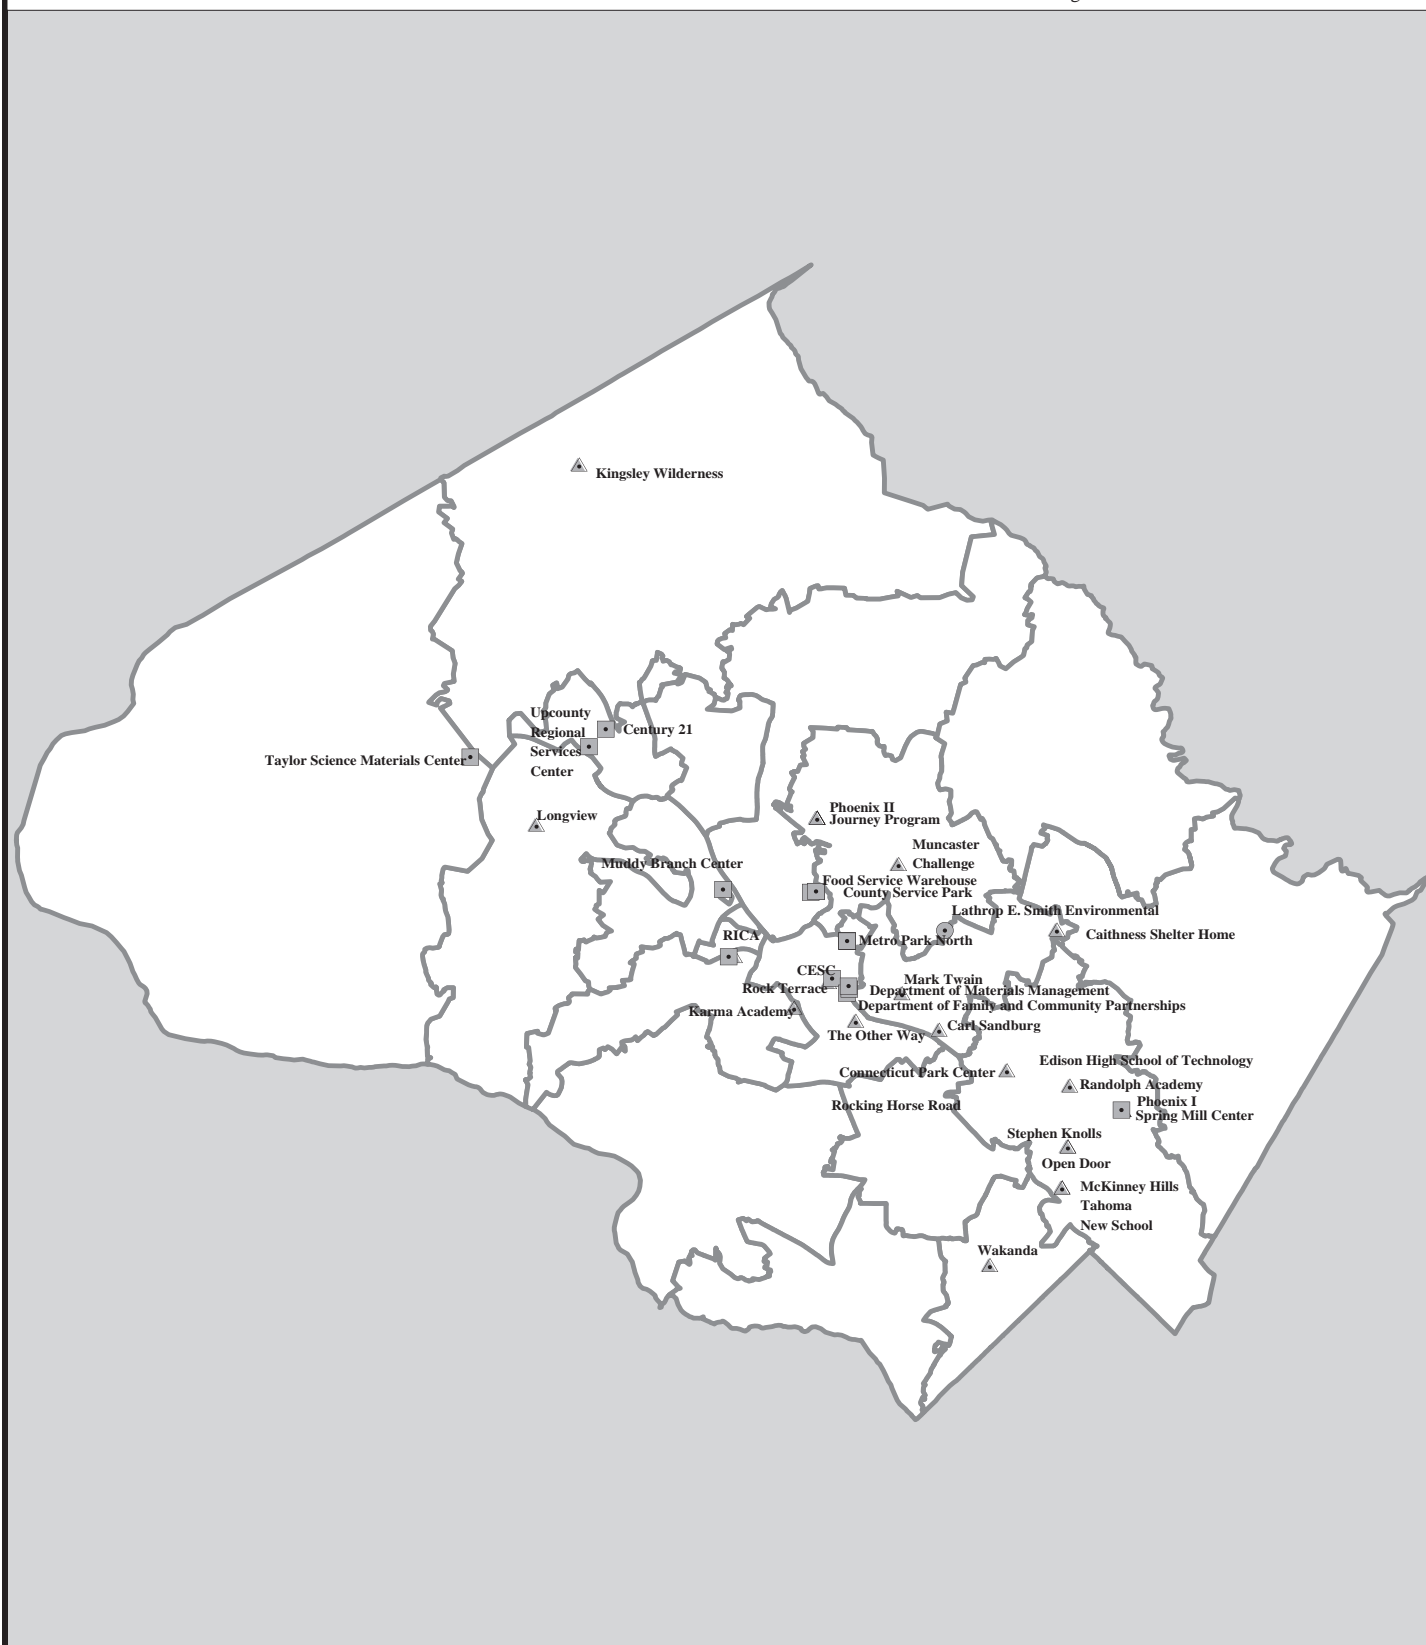 Kingsley Wilderness
Upcounty
Regional
Services
Center
Century 21
Taylor Science Materials Center
Longview
Phoenix II
Journey Program
Muncaster
Challenge
Muddy Branch Center
Food Service Warehouse
County Service Park
Lathrop E. Smith Environmental
RICA
Metro Park North
Caithness Shelter Home
CESC
Mark Twain
Rock Terrace
Department of Materials Management
Department of Family and Community Partnerships
Karma Academy
The Other Way
Carl Sandburg
Edison High School of Technology
Connecticut Park Center
Randolph Academy
Rocking Horse Road
Phoenix I
Spring Mill Center
Stephen Knolls
Open Door
McKinney Hills
Tahoma
New School
Wakanda